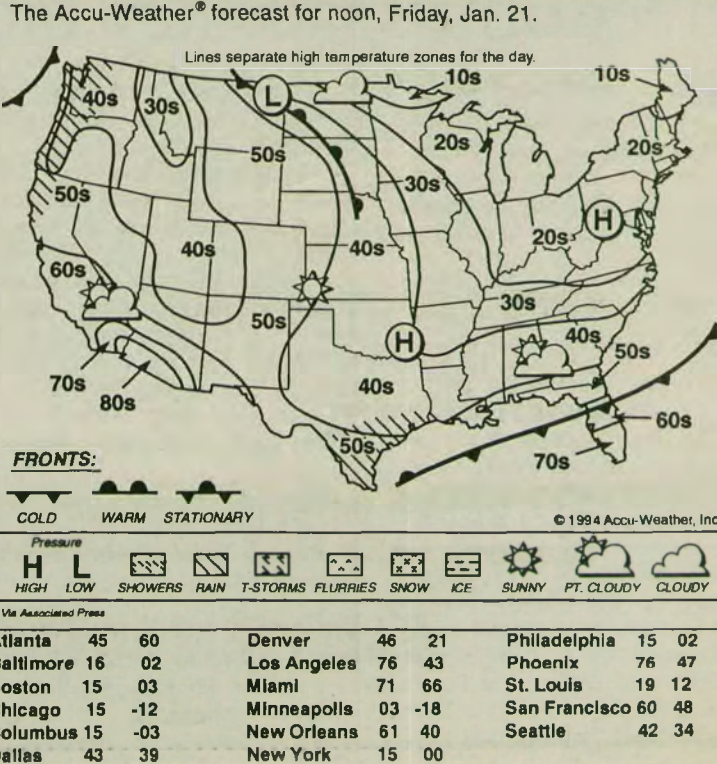 The Accu-Weather® forecast for noon, Friday, Jan. 21.
Lines separate high temperature zones for the day.
10s
10s
40s
30s
L
50s
20s
20s
30s
50s
H
20s
40s
40s
60s
30s
50s
H
40s
50s
70s
80s
40s
60s
50s
70s
FRONTS:
COLD WARM STATIONARY
© 1994 Accu-Weather, Inc
Pressure
H L
HIGH LOW SHOWERS RAIN T-STORMS FLURRIES SNOW ICE SUNNY PT. CLOUDY CLOUDY
Via Associated Press
Atlanta 45 60 Denver 46 21 Philadelphia 15 02
Baltimore 16 02 Los Angeles 76 43 Phoenix 76 47
Boston 15 03 Miami 71 66 St. Louis 19 12
Chicago 15 -12 Minneapolis 03 -18 San Francisco 60 48
Columbus 15 -03 New Orleans 61 40 Seattle 42 34
Dallas 43 39 New York 15 00